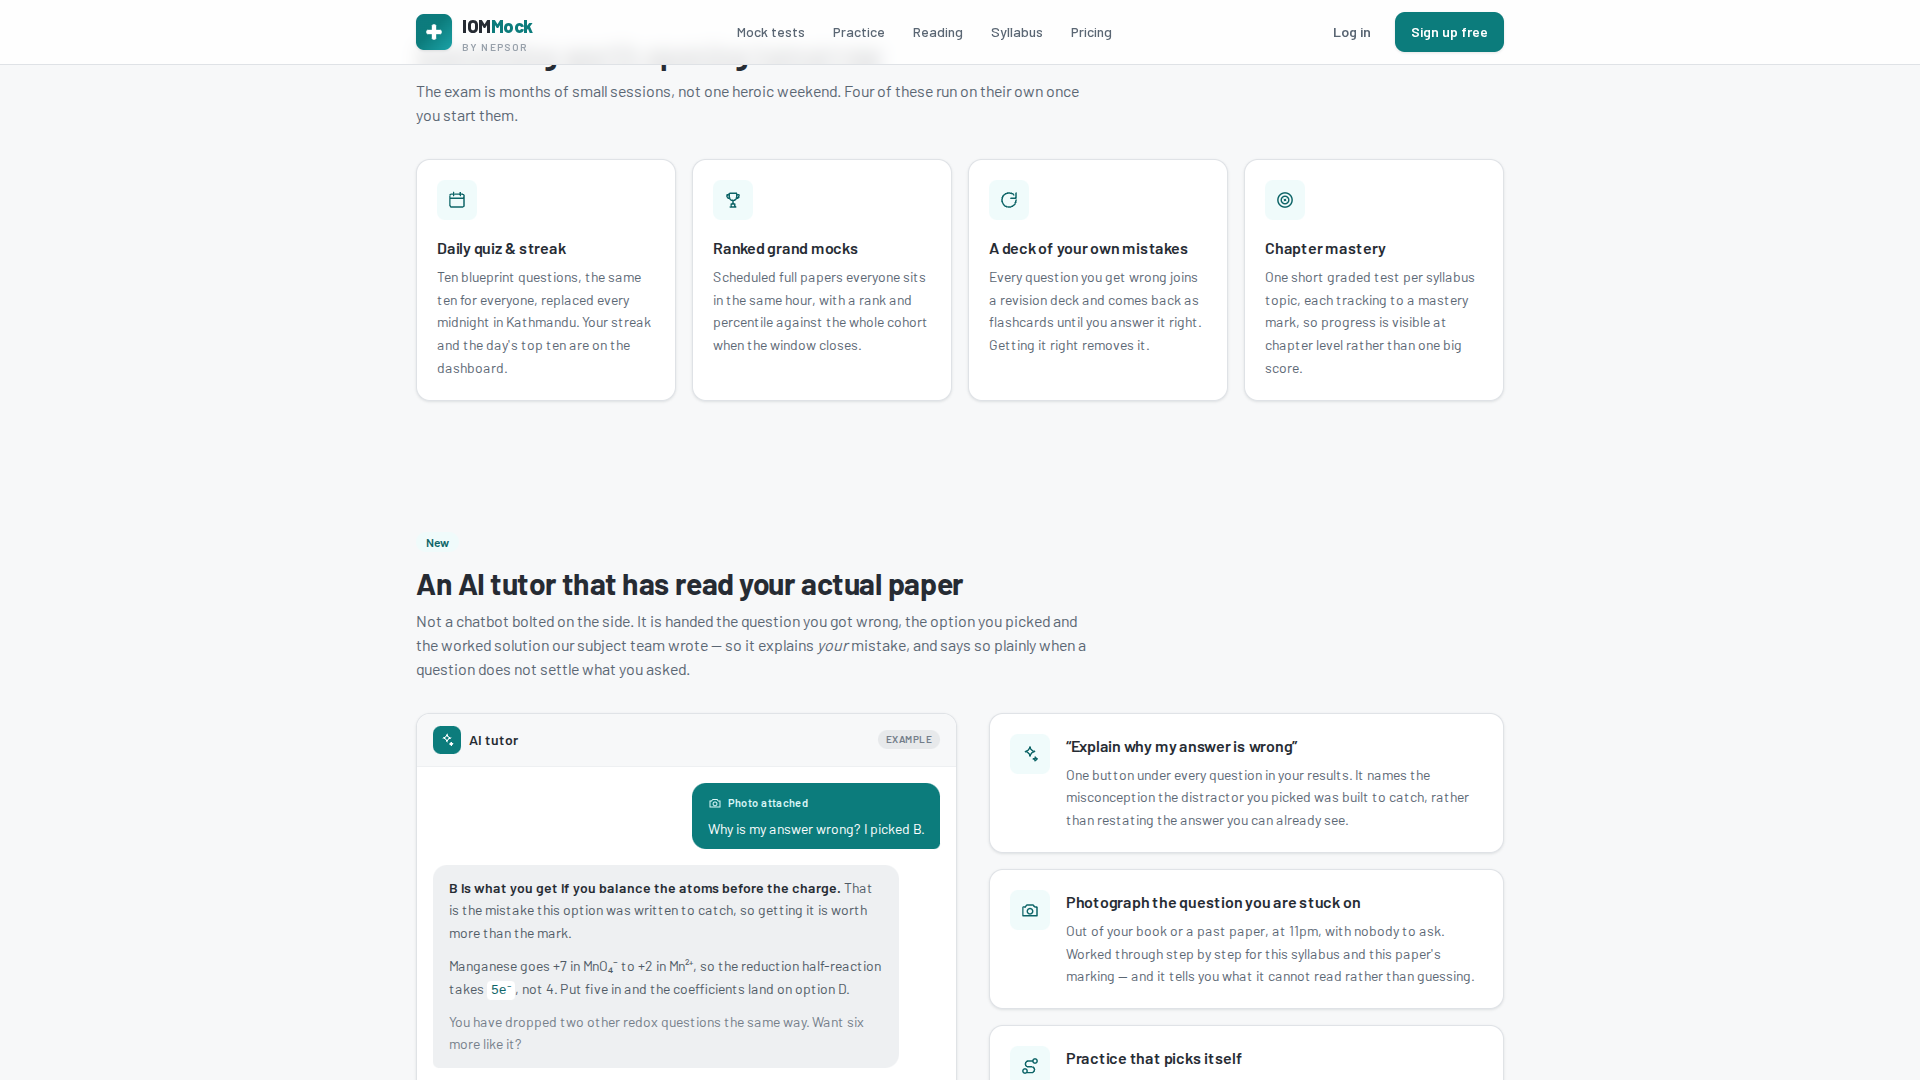 IOMMock
BY NEPSOR
Mock tests
Practice
Reading
Syllabus
Pricing
Log in
Sign up free
The exam is months of small sessions, not one heroic weekend. Four of these run on their own once
you start them.
Daily quiz & streak
Ten blueprint questions, the same
ten for everyone, replaced every
midnight in Kathmandu. Your streak
and the day's top ten are on the
dashboard.
Ranked grand mocks
Scheduled full papers everyone sits
in the same hour, with a rank and
percentile against the whole cohort
when the window closes.
A deck of your own mistakes
Every question you get wrong joins
a revision deck and comes back as
flashcards until you answer it right.
Getting it right removes it.
Chapter mastery
One short graded test per syllabus
topic, each tracking to a mastery
mark, so progress is visible at
chapter level rather than one big
score.
New
An AI tutor that has read your actual paper
Not a chatbot bolted on the side. It is handed the question you got wrong, the option you picked and
the worked solution our subject team wrote — so it explains your mistake, and says so plainly when a
question does not settle what you asked.
AI tutor
EXAMPLE
Photo attached
Why is my answer wrong? I picked B.
B is what you get if you balance the atoms before the charge. That
is the mistake this option was written to catch, so getting it is worth
more than the mark.
Manganese goes +7 in MnO₄⁻ to +2 in Mn²⁺, so the reduction half-reaction
takes 5e⁻, not 4. Put five in and the coefficients land on option D.
You have dropped two other redox questions the same way. Want six
more like it?
“Explain why my answer is wrong”
One button under every question in your results. It names the
misconception the distractor you picked was built to catch, rather
than restating the answer you can already see.
Photograph the question you are stuck on
Out of your book or a past paper, at 11pm, with nobody to ask.
Worked through step by step for this syllabus and this paper's
marking — and it tells you what it cannot read rather than guessing.
Practice that picks itself